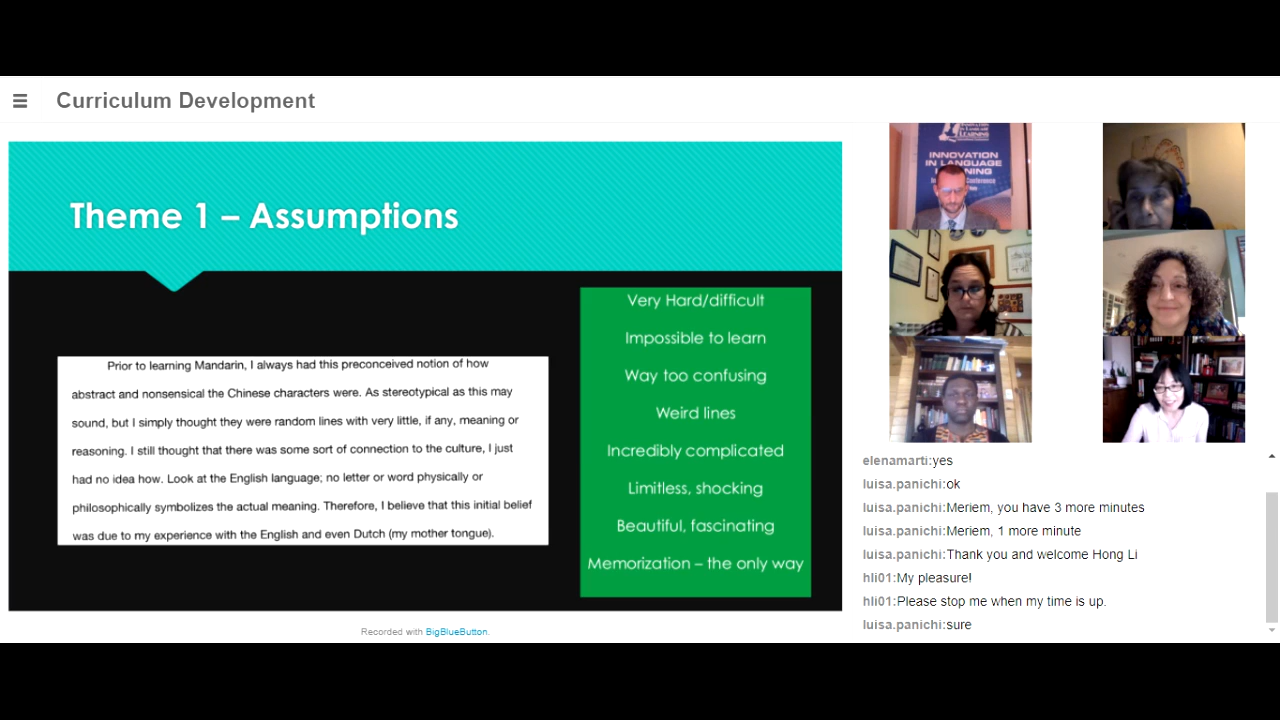 Curriculum Development
Theme 1 – Assumptions
Prior to learning Mandarin, I always had this preconceived notion of how
abstract and nonsensical the Chinese characters were. As stereotypical as this may
sound, but I simply thought they were random lines with very little, if any, meaning or
reasoning. I still thought that there was some sort of connection to the culture, I just
had no idea how. Look at the English language; no letter or word physically or
philosophically symbolizes the actual meaning. Therefore, I believe that this initial belief
was due to my experience with the English and even Dutch (my mother tongue).
Very Hard/difficult
Impossible to learn
Way too confusing
Weird lines
Incredibly complicated
Limitless, shocking
Beautiful, fascinating
Memorization – the only way
Recorded with BigBlueButton.
INNOVATION
IN LANGUAGE
elenamarti:yes
luisa.panichi:ok
luisa.panichi:Meriem, you have 3 more minutes
luisa.panichi:Meriem, 1 more minute
luisa.panichi:Thank you and welcome Hong Li
hli01:My pleasure!
hli01:Please stop me when my time is up.
luisa.panichi:sure